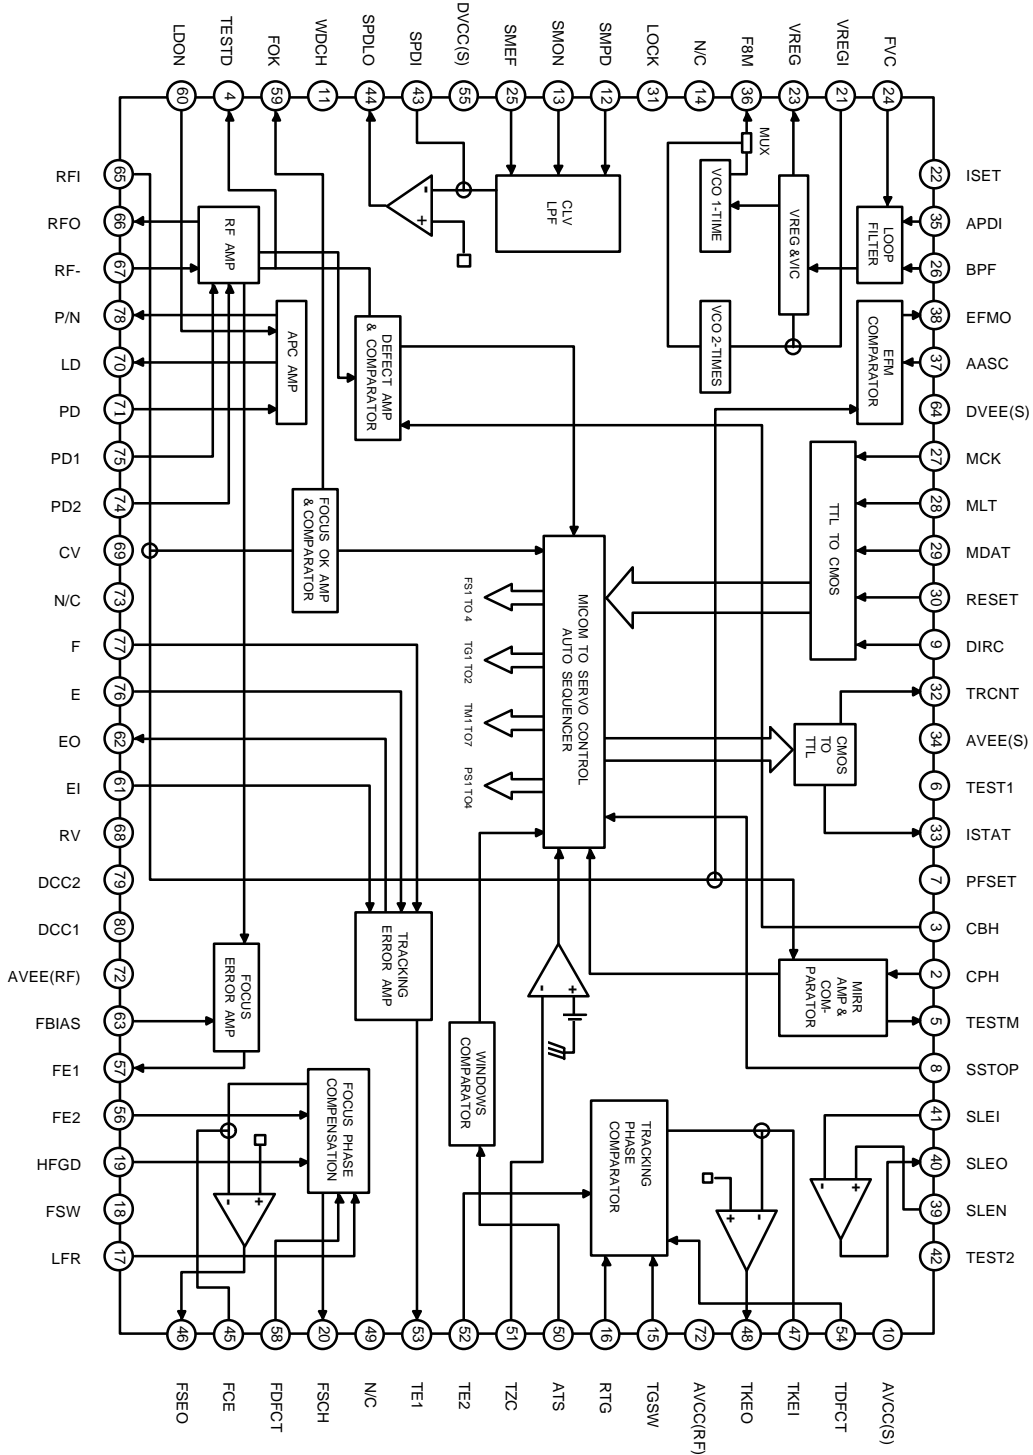 LDON
TESTD
FOK
WDCH
SPDLO
SPDI
DVCC(S)
SMEF
SMON
SMPD
LOCK
N/C
F8M
VREG
VREGI
FVC
60
4
59
11
44
43
55
25
13
12
31
14
36
23
21
24
RFI 65
RFO 66
RF- 67
P/N 78
LD 70
PD 71
PD1 75
PD2 74
CV 69
N/C 73
F 77
E 76
EO 62
EI 61
RV 68
DCC2 79
DCC1 80
AVEE(RF) 72
FBIAS 63
FE1 57
FE2 56
HFGD 19
FSW 18
LFR 17
22 ISET
35 APDI
26 BPF
38 EFMO
37 AASC
64 DVEE(S)
27 MCK
28 MLT
29 MDAT
30 RESET
9 DIRC
32 TRCNT
34 AVEE(S)
6 TEST1
33 ISTAT
7 PFSET
3 CBH
2 CPH
5 TESTM
8 SSTOP
41 SLEI
40 SLEO
39 SLEN
42 TEST2
MUX
VCO 1-TIME
VREG &VIC
LOOP
FILTER
CLV
LPF
-
+
RF AMP
APC AMP
DEFECT AMP
& COMPARATOR
VCO 2-TIMES
EFM
COMPARATOR
FOCUS OK AMP
& COMPARATOR
TTL TO CMOS
MICOM TO SERVO CONTROL
AUTO SEQUENCER
FS1 TO 4
TG1 TO2
TM1 TO7
PS1 TO4
CMOS
TO
TTL
TRACKING
ERROR AMP
FOCUS
ERROR AMP
WINDOWS
COMPARATOR
-
+
MIRR
AMP &
COM-
PARATOR
FOCUS PHASE
COMPENSATION
TRACKING
PHASE
COMPARATOR
-
+
+
-
-
+
46
45
58
20
49
53
52
51
50
16
15
72
48
47
54
10
FSEO
FCE
FDFCT
FSCH
N/C
TE1
TE2
TZC
ATS
RTG
TGSW
AVCC(RF)
TKEO
TKEI
TDFCT
AVCC(S)